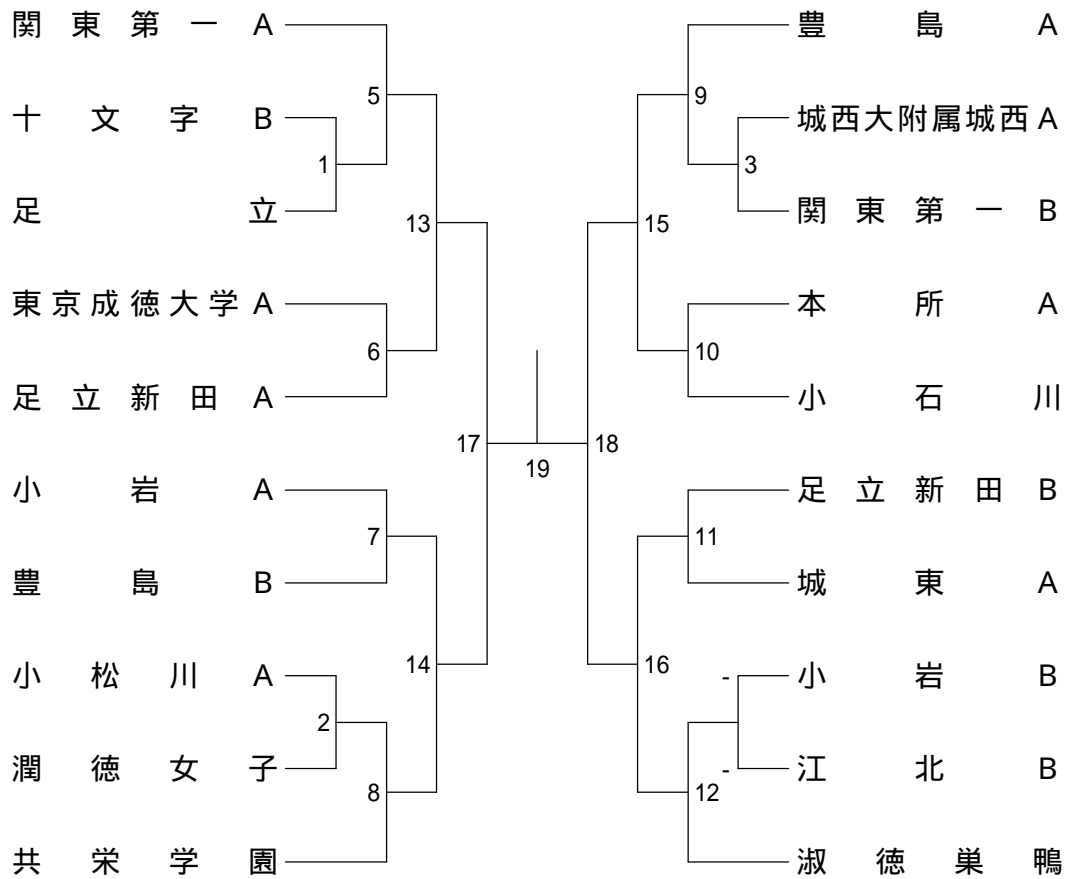 関東第一A
豊島A
5
9
十文字B
城西大附属城西A
1
3
足立
関東第一B
13
15
東京成徳大学A
本所A
6
10
足立新田A
小石川
17
18
19
小岩A
足立新田B
7
11
豊島B
城東A
14
16
小松川A
-
小岩B
2
潤徳女子
-
江北B
8
12
共栄学園
淑徳巣鴨